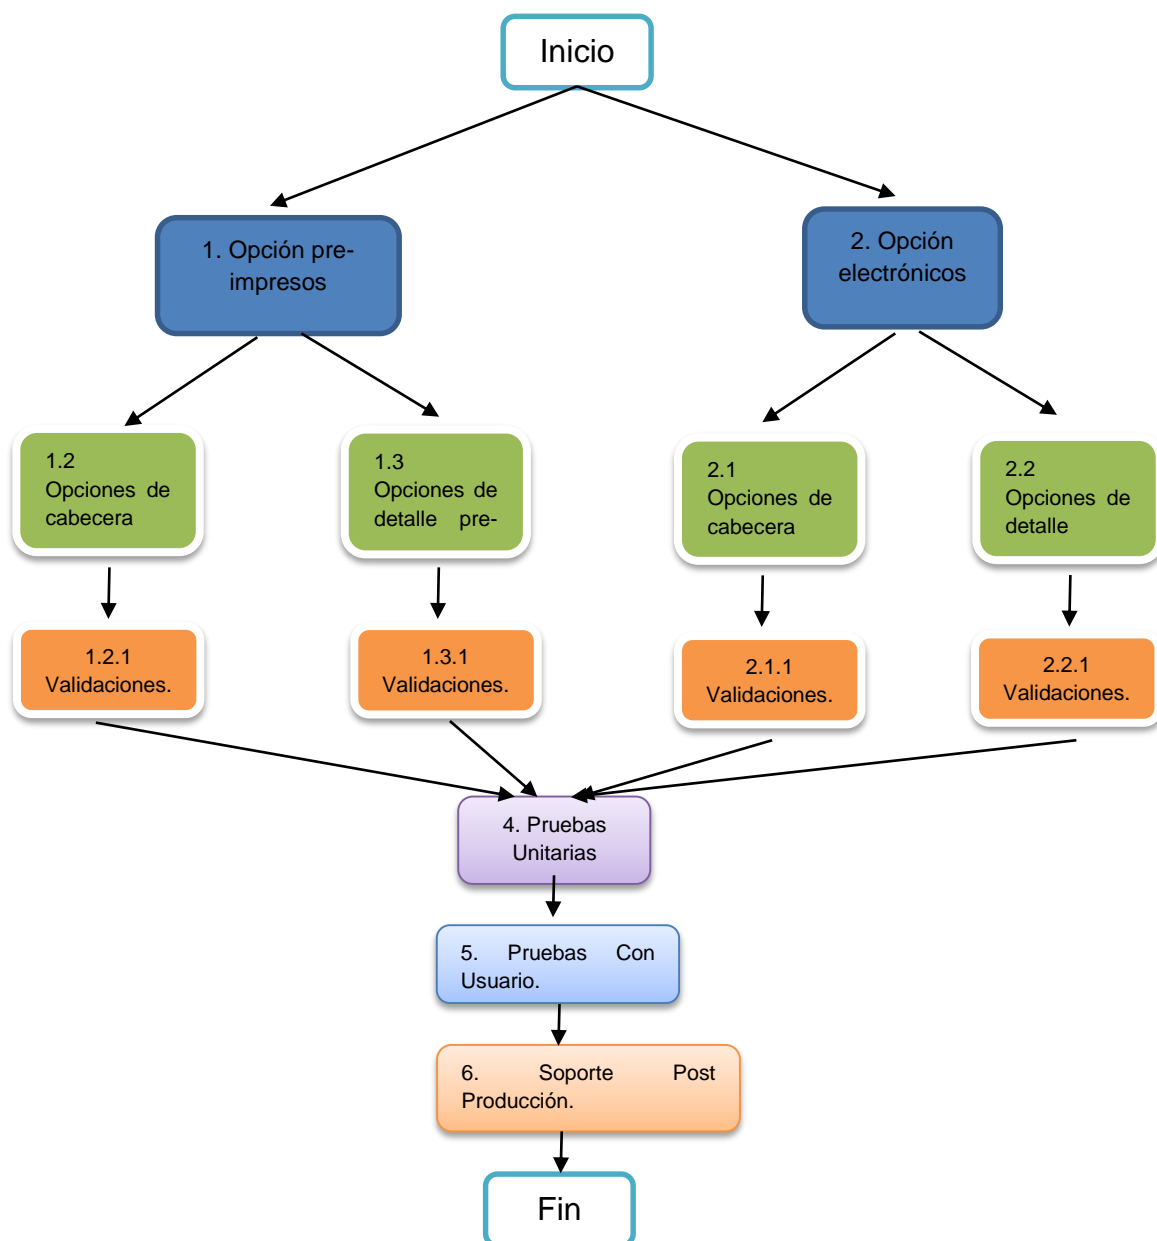 Inicio
1. Opción pre-
impresos
2. Opción
electrónicos
1.2
Opciones de
cabecera
1.3
Opciones de
detalle pre-
2.1
Opciones de
cabecera
2.2
Opciones de
detalle
1.2.1
Validaciones.
1.3.1
Validaciones.
2.1.1
Validaciones.
2.2.1
Validaciones.
4. Pruebas
Unitarias
5. Pruebas Con
Usuario.
6. Soporte Post
Producción.
Fin